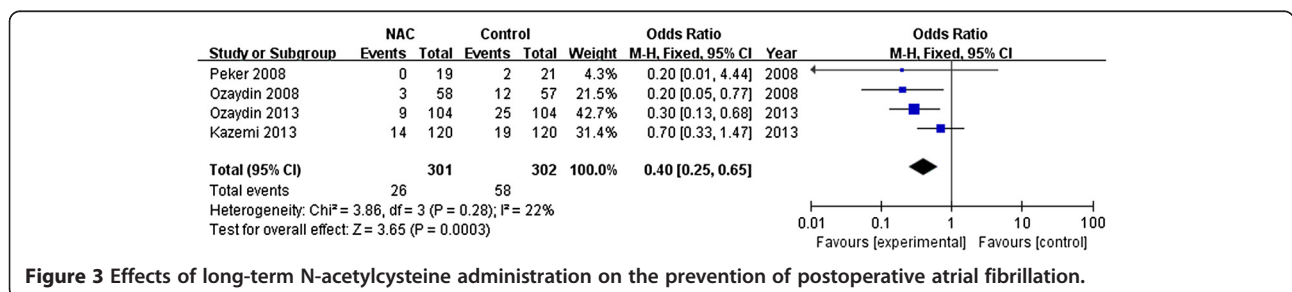 NAC Control Odds Ratio Odds Ratio
Study or Subgroup Events Total Events Total Weight M-H, Fixed, 95% CI Year M-H, Fixed, 95% CI
Peker 2008 0 19 2 21 4.3% 0.20 [0.01, 4.44] 2008
Ozaydin 2008 3 58 12 57 21.5% 0.20 [0.05, 0.77] 2008
Ozaydin 2013 9 104 25 104 42.7% 0.30 [0.13, 0.68] 2013
Kazemi 2013 14 120 19 120 31.4% 0.70 [0.33, 1.47] 2013
Total (95% CI) 301 302 100.0% 0.40 [0.25, 0.65]
Total events 26 58
Heterogeneity: Chi² = 3.86, df = 3 (P = 0.28); I² = 22%
Test for overall effect: Z = 3.65 (P = 0.0003)
0.01 0.1 1 10 100
Favours [experimental] Favours [control]
Figure 3 Effects of long-term N-acetylcysteine administration on the prevention of postoperative atrial fibrillation.